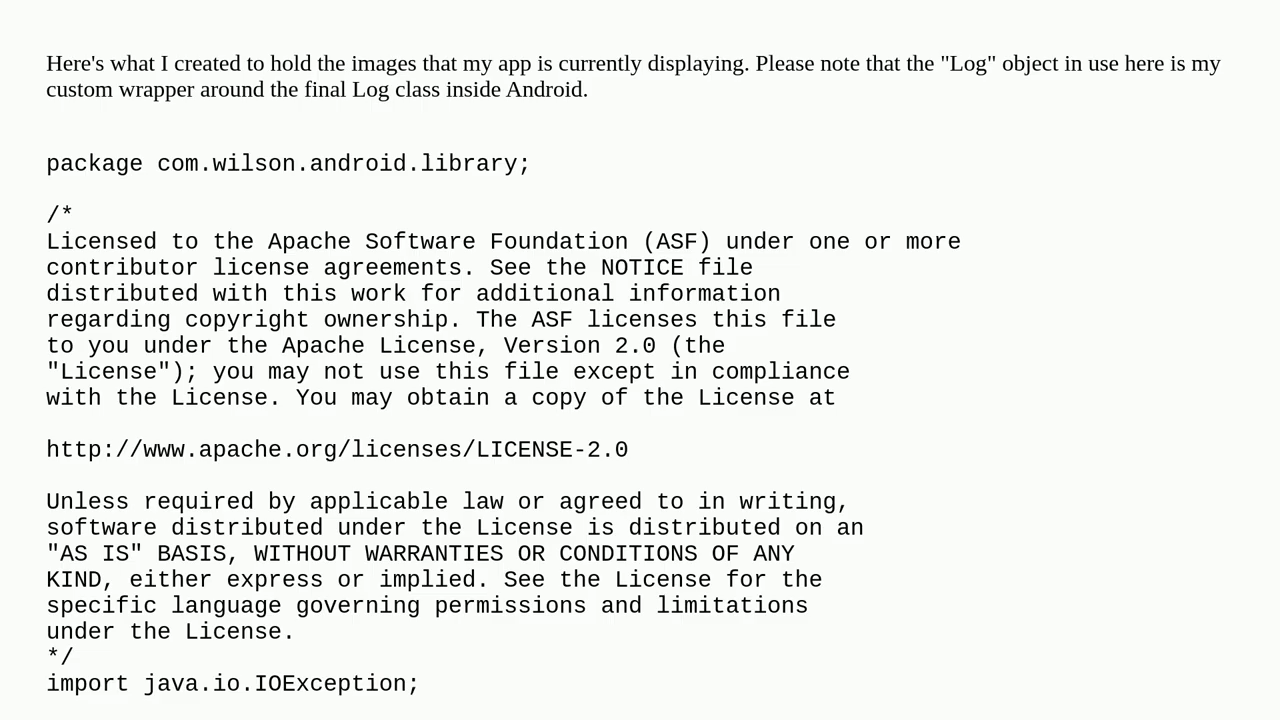 Here's what I created to hold the images that my app is currently displaying. Please note that the "Log" object in use here is my
custom wrapper around the final Log class inside Android.
package com.wilson.android.library;
/*
Licensed to the Apache Software Foundation (ASF) under one or more
contributor license agreements. See the NOTICE file
distributed with this work for additional information
regarding copyright ownership. The ASF licenses this file
to you under the Apache License, Version 2.0 (the
"License"); you may not use this file except in compliance
with the License. You may obtain a copy of the License at
http://www.apache.org/licenses/LICENSE-2.0
Unless required by applicable law or agreed to in writing,
software distributed under the License is distributed on an
"AS IS" BASIS, WITHOUT WARRANTIES OR CONDITIONS OF ANY
KIND, either express or implied. See the License for the
specific language governing permissions and limitations
under the License.
*/
import java.io.IOException;